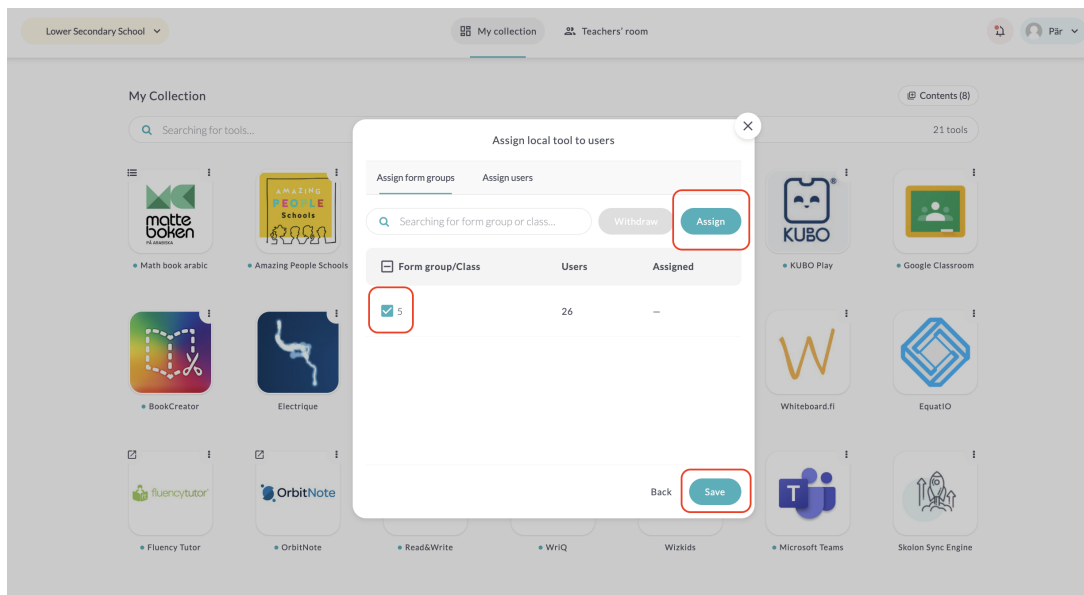 Lower Secondary School
My collection
Teachers' room
Pär
My Collection
Contents (8)
Searching for tools...
21 tools
Assign local tool to users
Assign form groups
Assign users
Searching for form group or class...
Withdraw
Assign
Form group/Class
Users
Assigned
5
26
—
Back
Save
matte
boken
PÅ ARABISKA
AMAZING
PEOPLE
Schools
KUBO
Math book arabic
Amazing People Schools
KUBO Play
Google Classroom
BookCreator
Electrique
Whiteboard.fi
EquatIO
fluencytutor
OrbitNote
T
Fluency Tutor
OrbitNote
Read&Write
WriQ
Wizkids
Microsoft Teams
Skolon Sync Engine